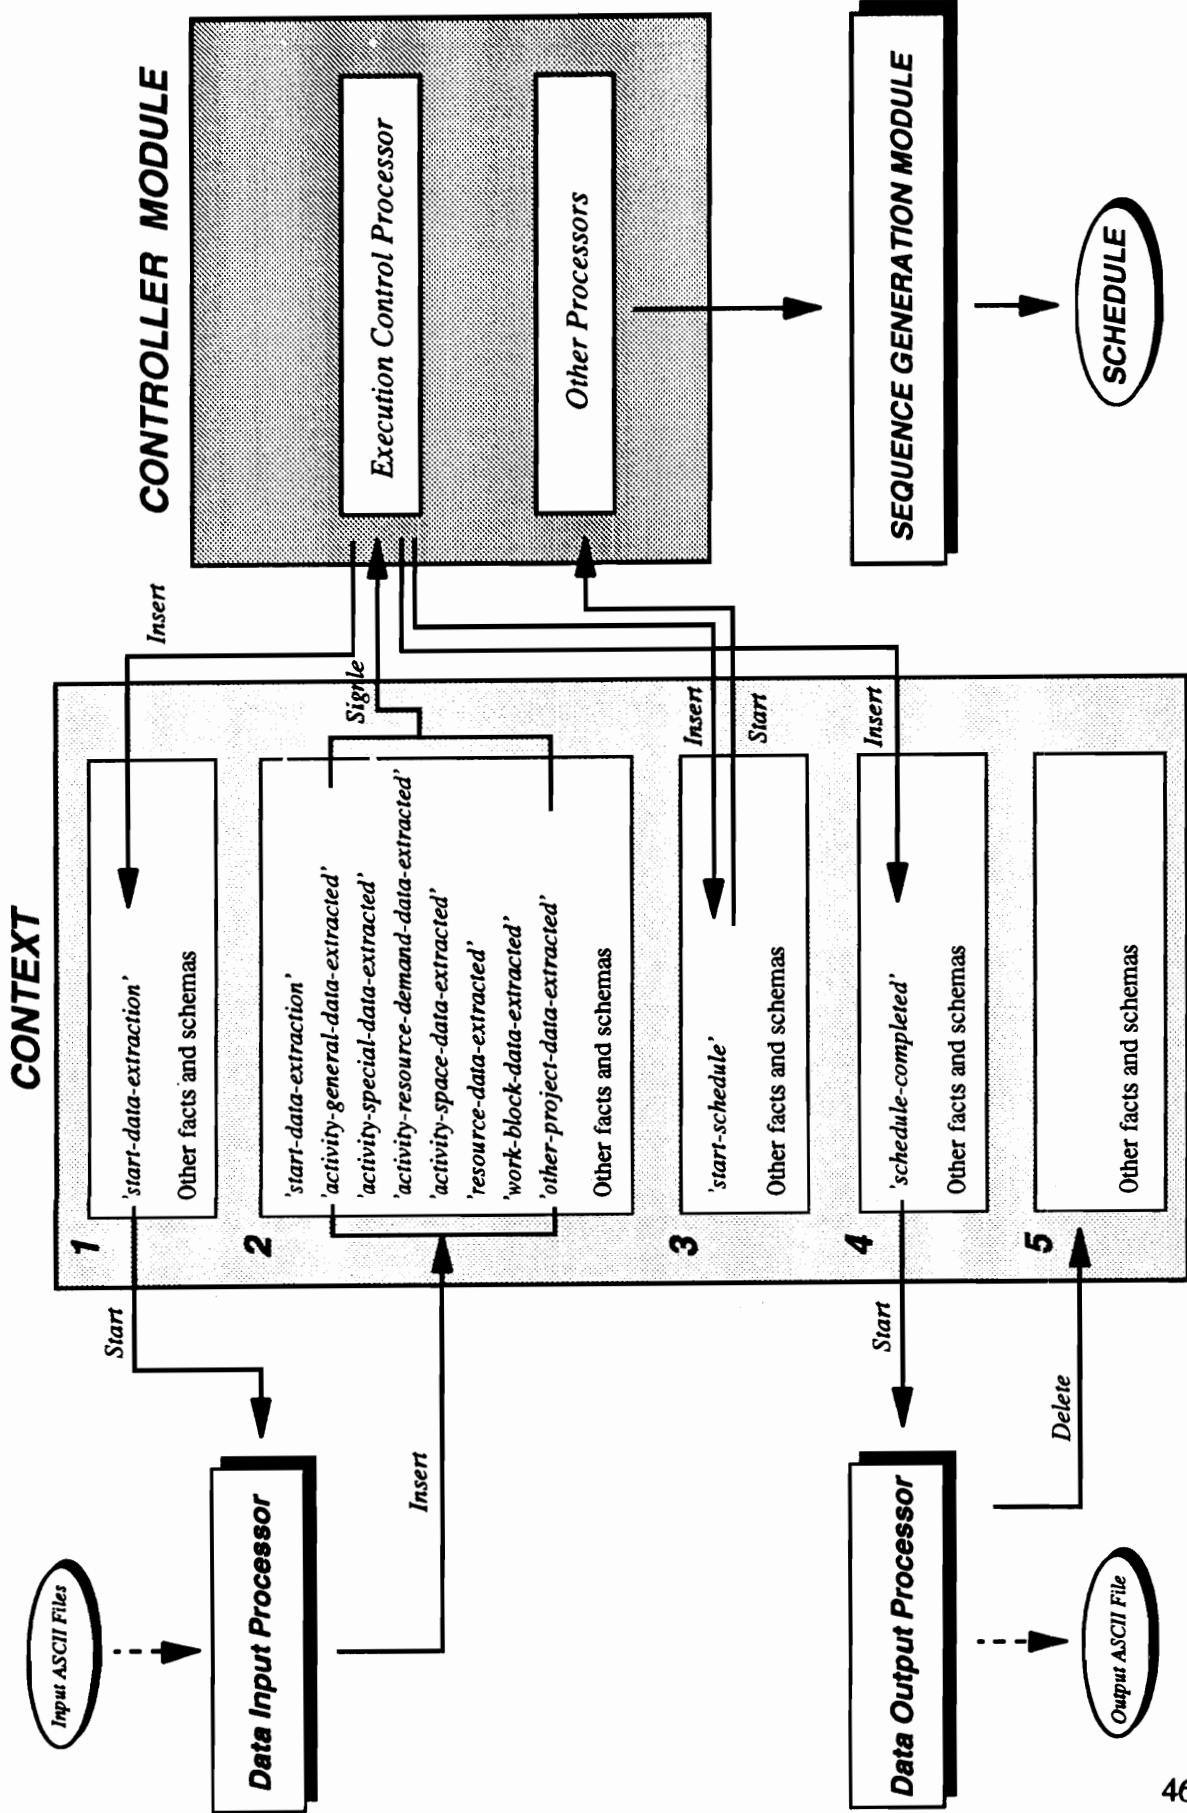 CONTEXT
CONTROLLER MODULE
Input ASCII Files
Data Input Processor
Start
Insert
1
'start-data-extraction'
Other facts and schemas
Insert
2
'start-data-extraction'
'activity-general-data-extracted'
'activity-special-data-extracted'
'activity-resource-demand-data-extracted'
'activity-space-data-extracted'
'resource-data-extracted'
'work-block-data-extracted'
'other-project-data-extracted'
Other facts and schemas
Signle
Execution Control Processor
3
'start-schedule'
Other facts and schemas
Insert
Start
Other Processors
4
'schedule-completed'
Other facts and schemas
Insert
Start
Data Output Processor
5
Other facts and schemas
Delete
Output ASCII File
SEQUENCE GENERATION MODULE
SCHEDULE
46